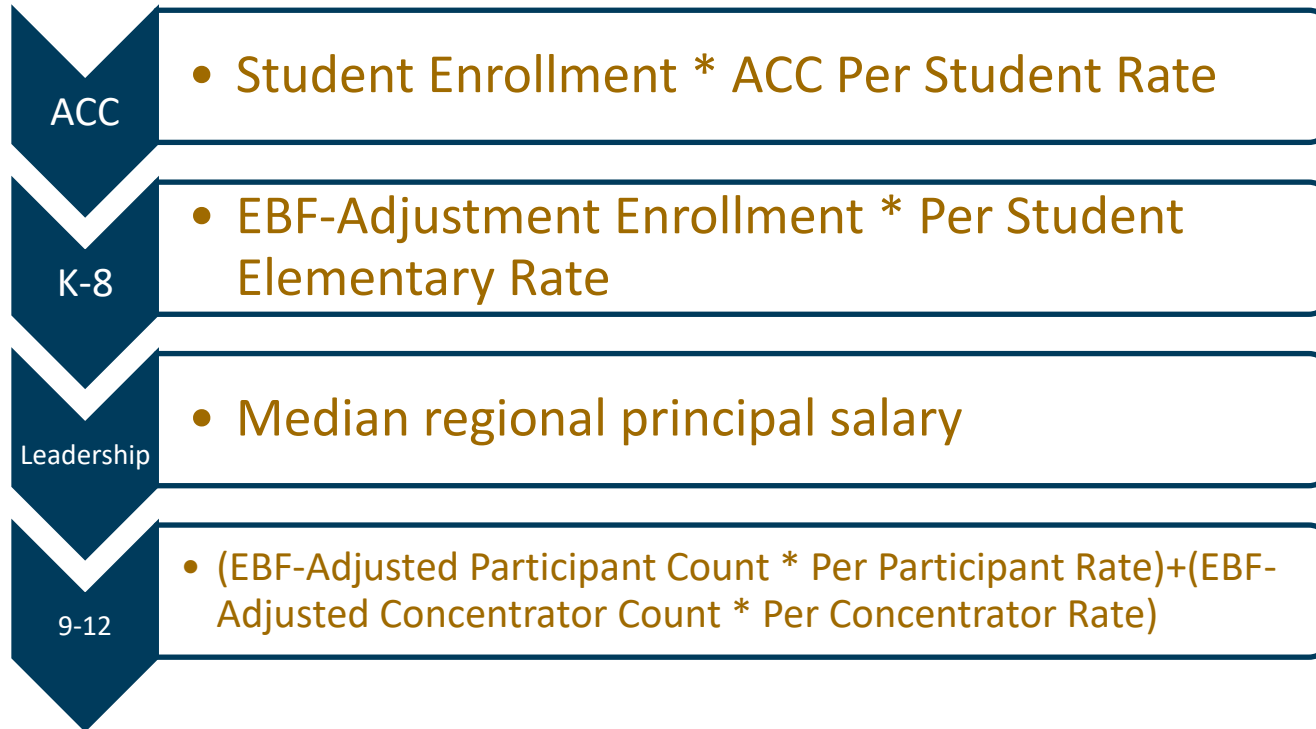 ACC
• Student Enrollment * ACC Per Student Rate
K-8
• EBF-Adjustment Enrollment * Per Student
Elementary Rate
Leadership
• Median regional principal salary
9-12
• (EBF-Adjusted Participant Count * Per Participant Rate)+(EBF-
Adjusted Concentrator Count * Per Concentrator Rate)